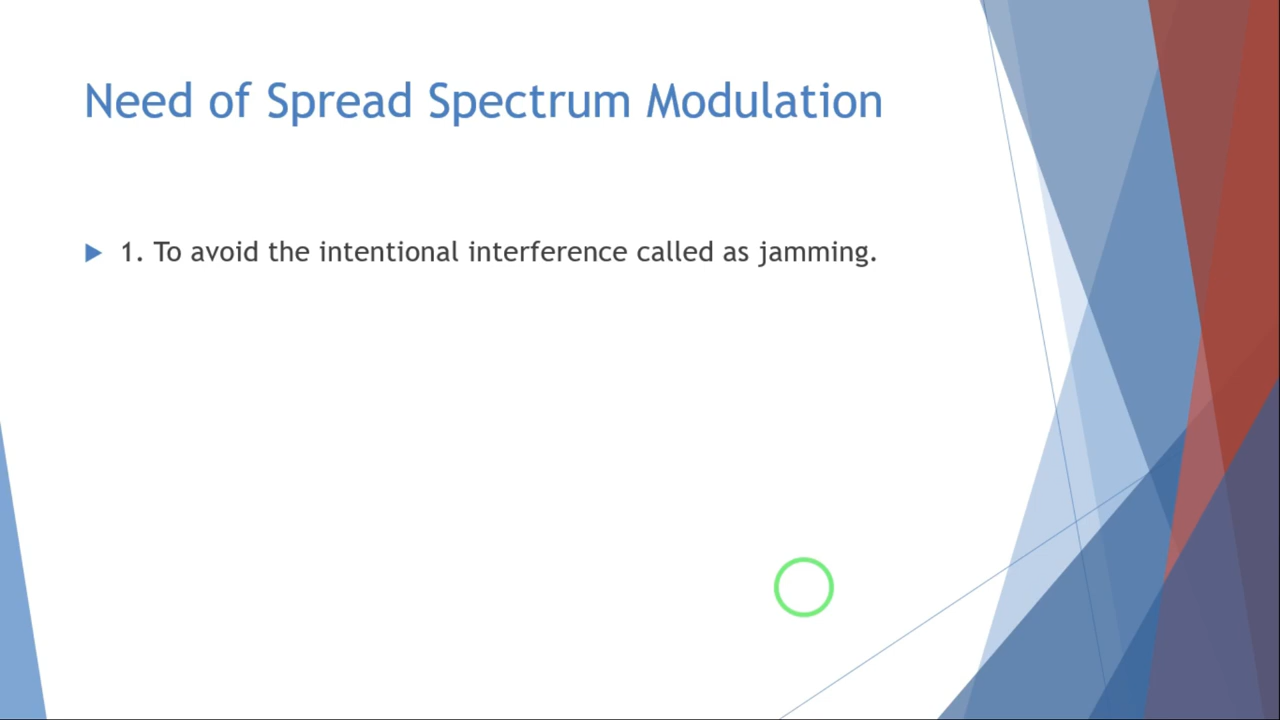 Need of Spread Spectrum Modulation
1. To avoid the intentional interference called as jamming.